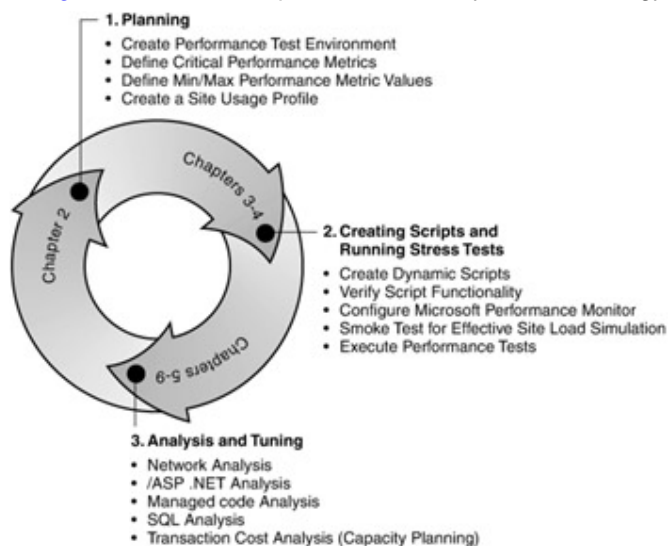 1. Planning
• Create Performance Test Environment
• Define Critical Performance Metrics
• Define Min/Max Performance Metric Values
• Create a Site Usage Profile
Chapter 2
Chapters 3-4
2. Creating Scripts and
Running Stress Tests
• Create Dynamic Scripts
• Verify Script Functionality
• Configure Microsoft Performance Monitor
• Smoke Test for Effective Site Load Simulation
• Execute Performance Tests
Chapters 5-9
3. Analysis and Tuning
• Network Analysis
• /ASP .NET Analysis
• Managed code Analysis
• SQL Analysis
• Transaction Cost Analysis (Capacity Planning)